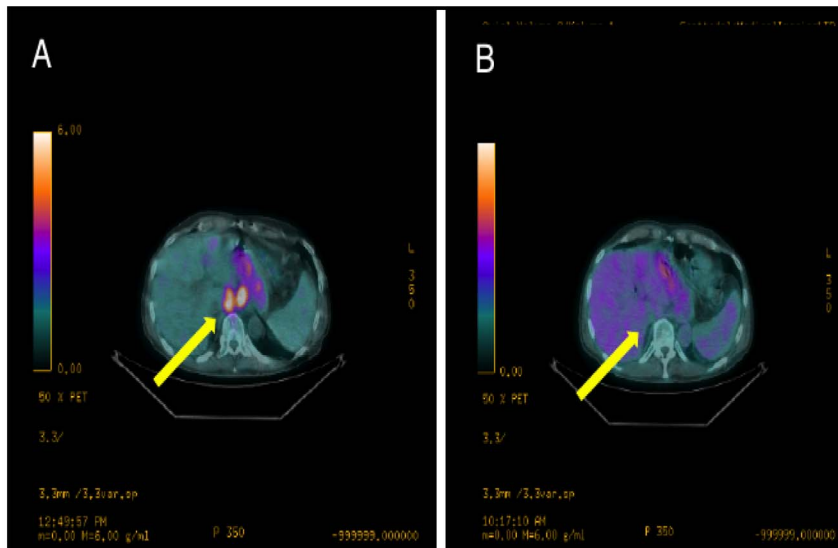 A
6.00
L
3
5
0
0.00
50 % PET
3.3/
3.3mm /3.3var.sp
12:49:57 PM
m=0.00 M=6.00 g/ml
P 350
-999999.000000
B
L
3
5
0
0.00
50 % PET
3.3/
3.3mm /3.3var.sp
10:17:10 AM
m=0.00 M=6.00 g/ml
P 350
-999999.000000